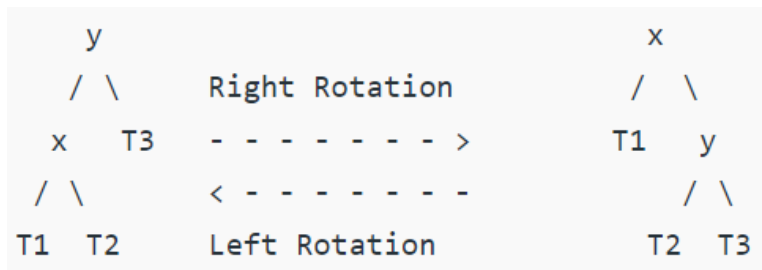 y x
/ \ Right Rotation / \
x T3 - - - - - - - > T1 y
/ \ < - - - - - - - / \
T1 T2 Left Rotation T2 T3